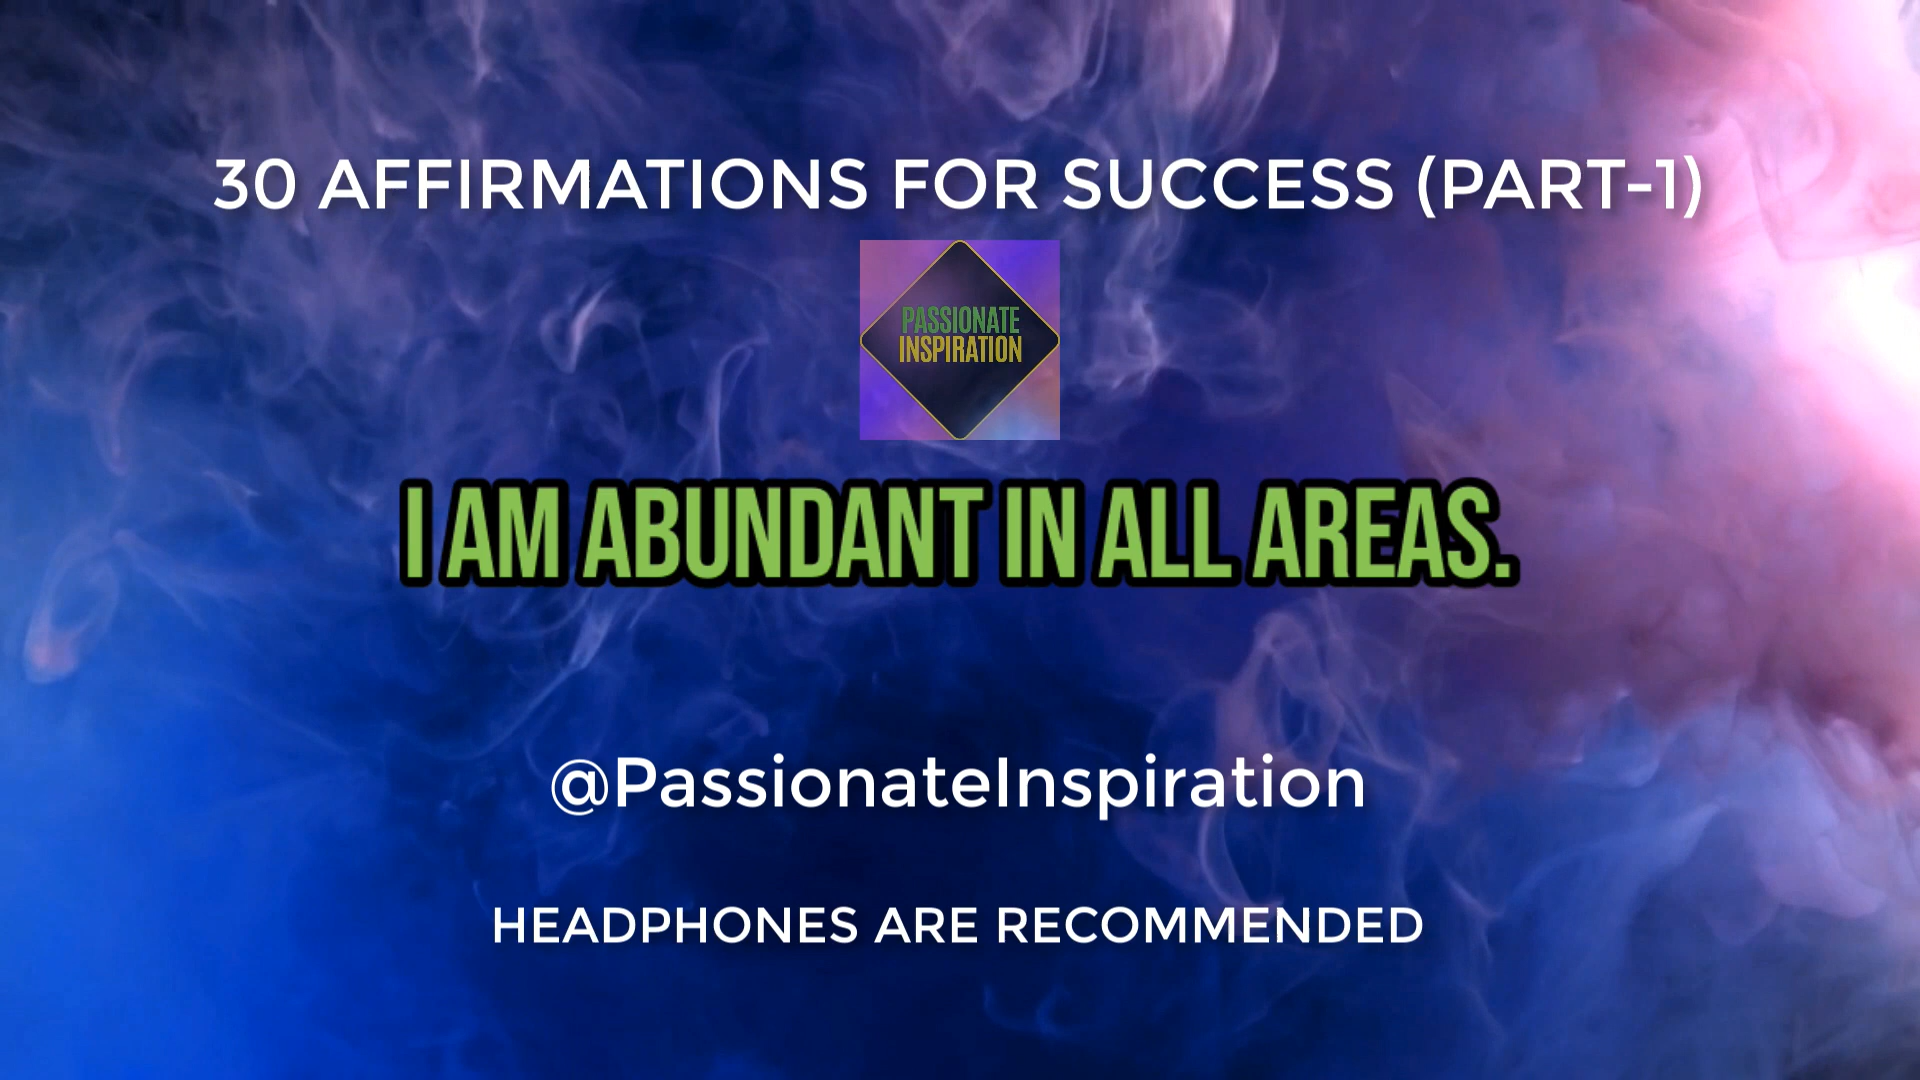 30 AFFIRMATIONS FOR SUCCESS (PART-1)
PASSIONATE
INSPIRATION
I AM ABUNDANT IN ALL AREAS.
@PassionateInspiration
HEADPHONES ARE RECOMMENDED